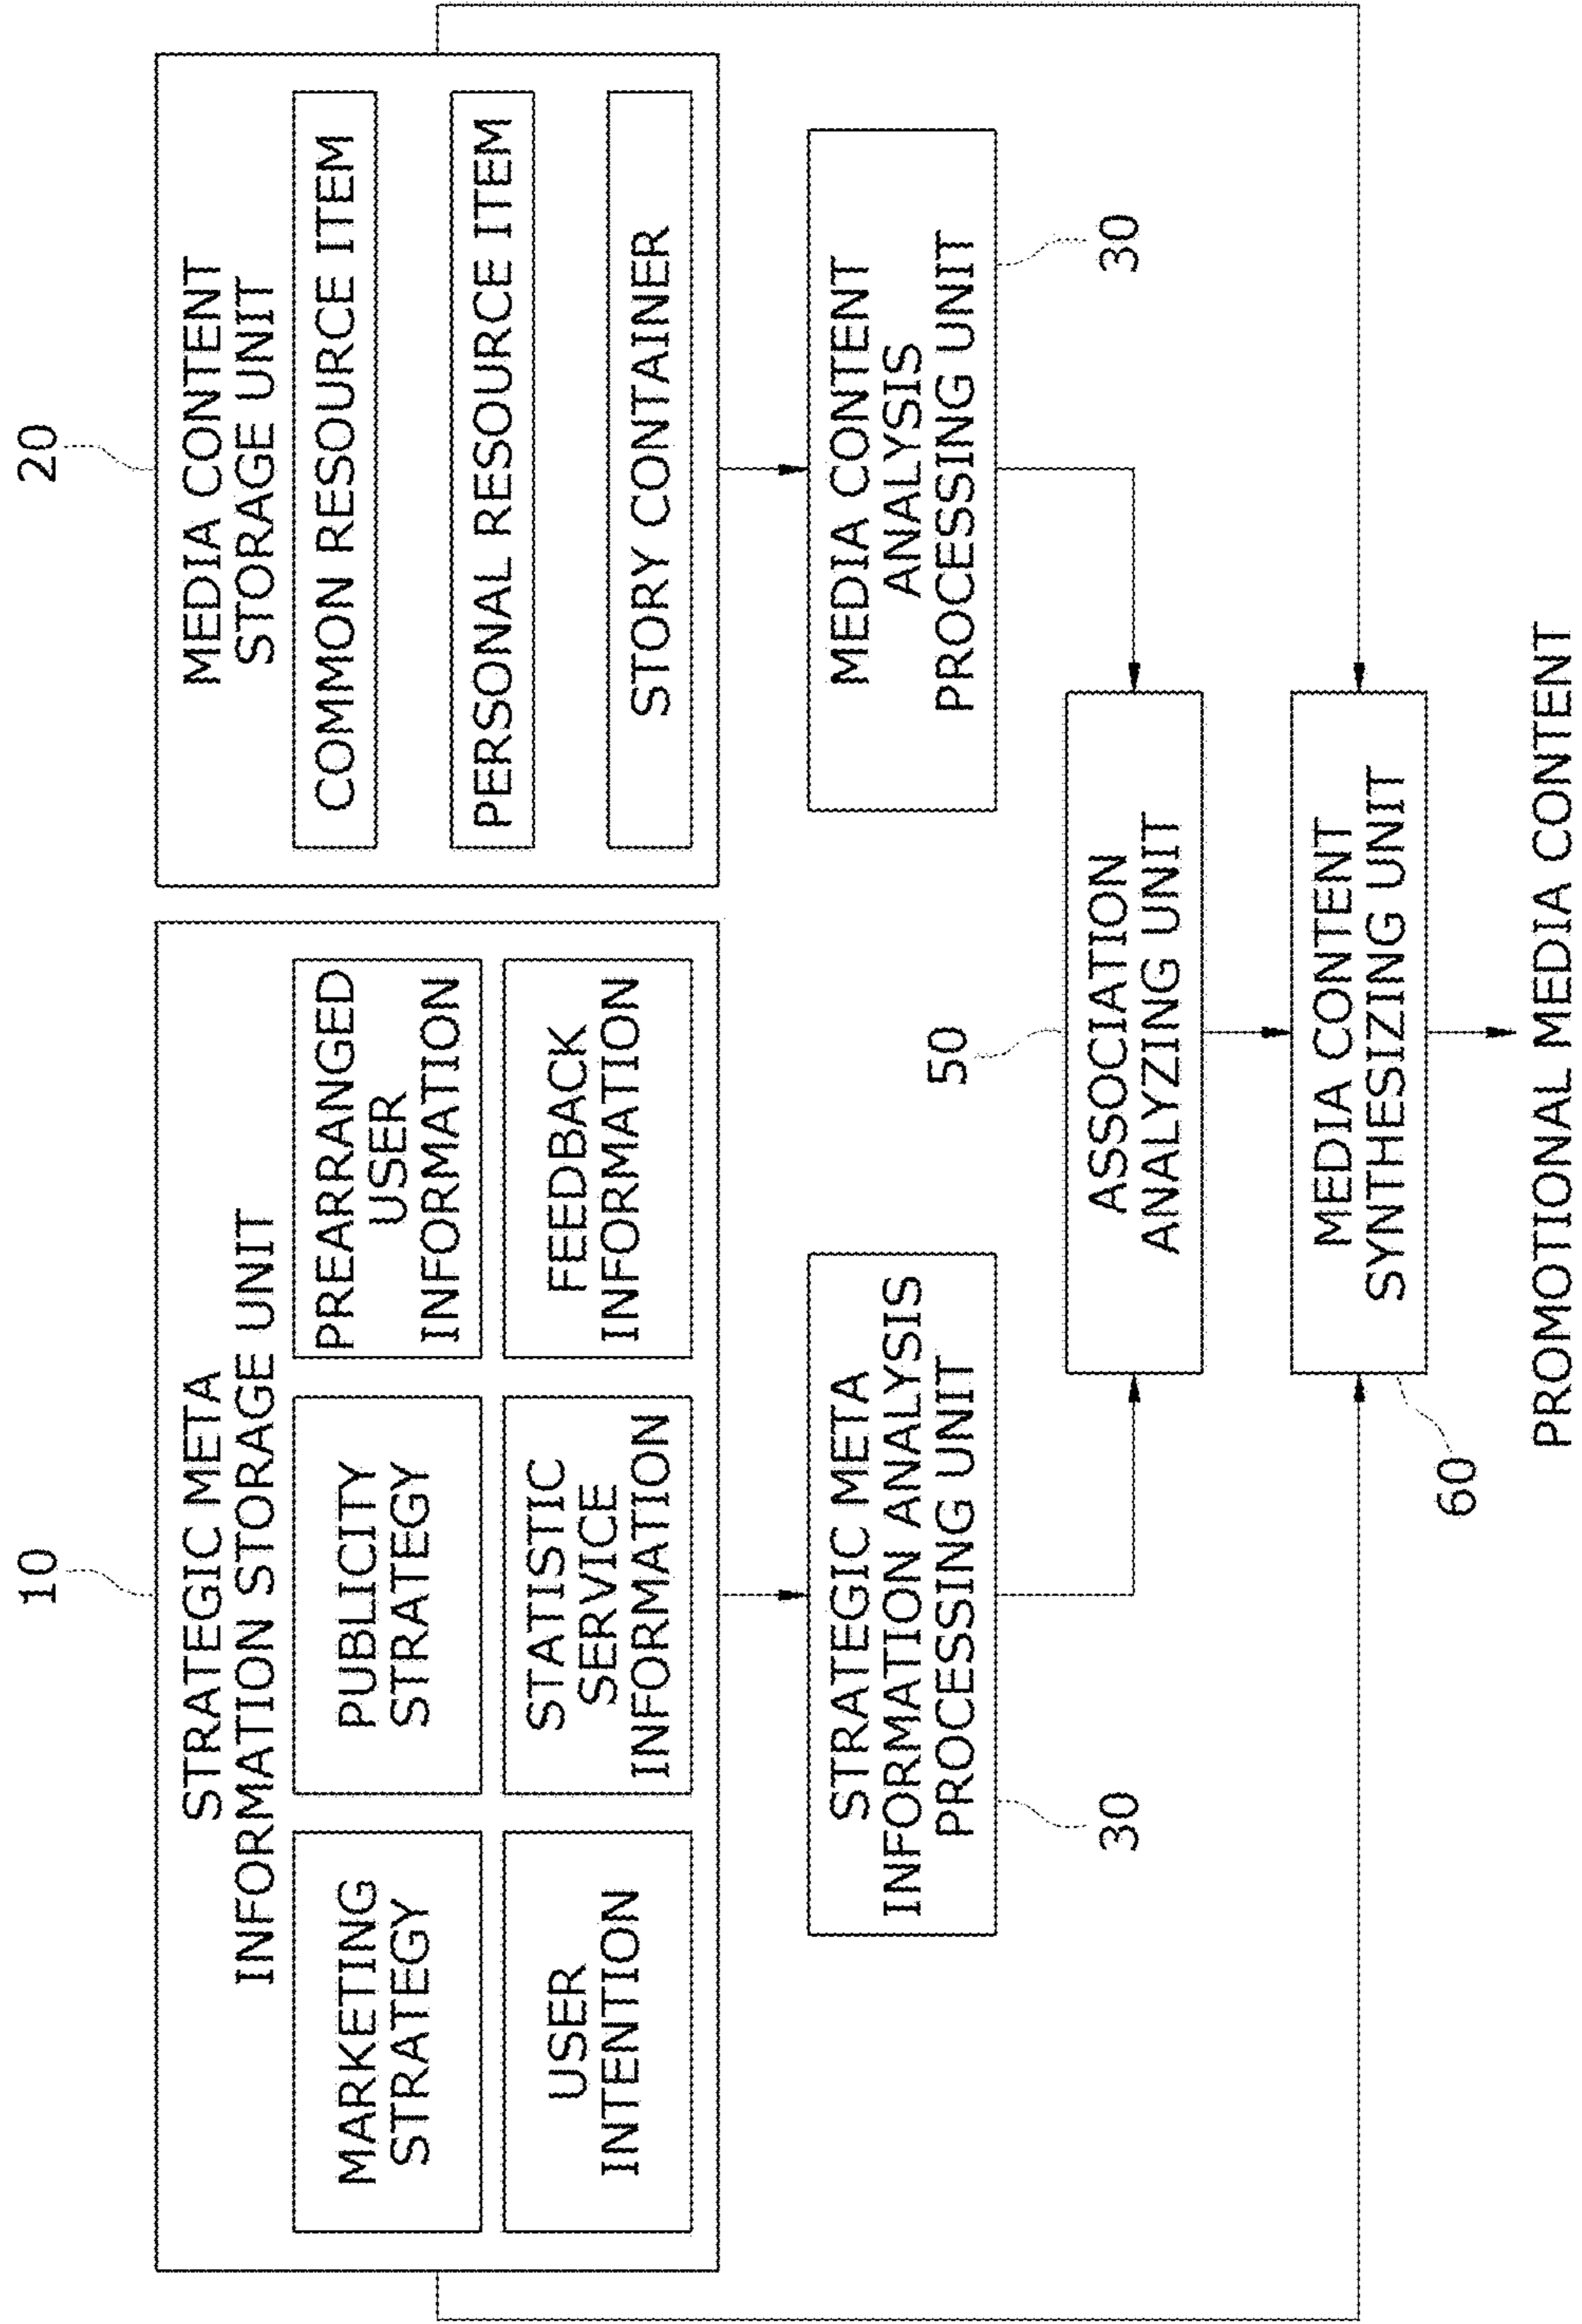 10
STRATEGIC META
INFORMATION STORAGE UNIT
MARKETING
STRATEGY
PUBLICITY
STRATEGY
PREARRANGED
USER
INFORMATION
USER
INTENTION
STATISTIC
SERVICE
INFORMATION
FEEDBACK
INFORMATION
20
MEDIA CONTENT
STORAGE UNIT
COMMON RESOURCE ITEM
PERSONAL RESOURCE ITEM
STORY CONTAINER
STRATEGIC META
INFORMATION ANALYSIS
PROCESSING UNIT
30
MEDIA CONTENT
ANALYSIS
PROCESSING UNIT
30
50
ASSOCIATION
ANALYZING UNIT
MEDIA CONTENT
SYNTHESIZING UNIT
60
PROMOTIONAL MEDIA CONTENT